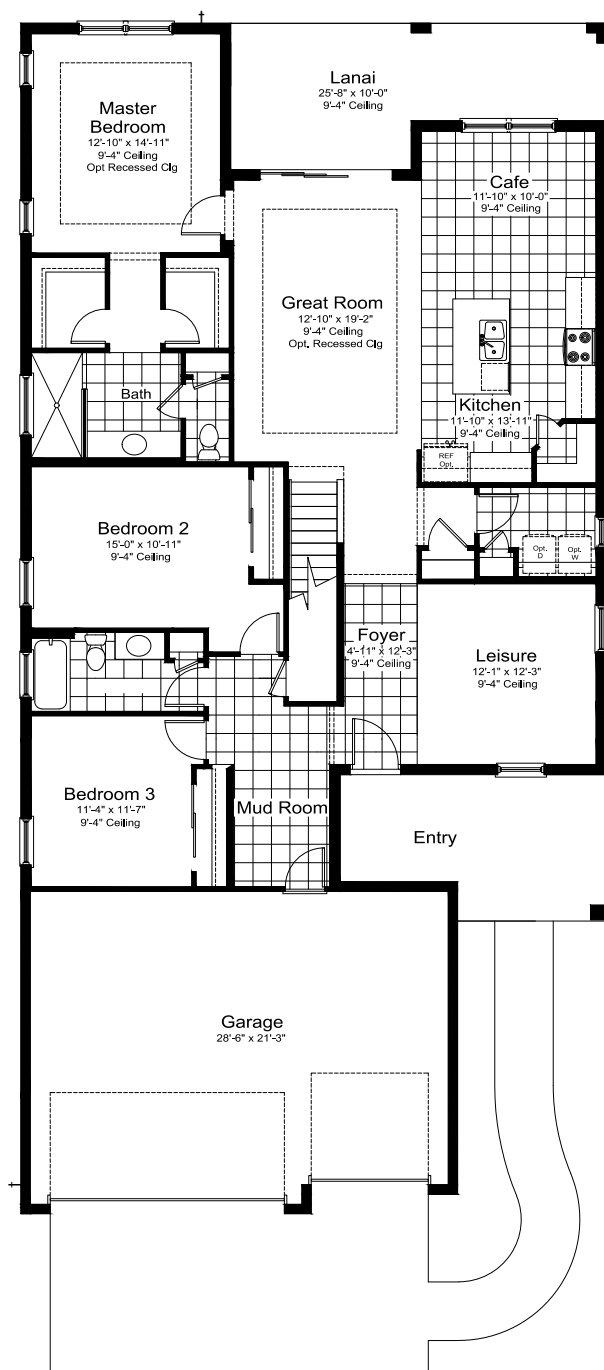 Lanai
25'-8" x 10'-0"
9'-4" Ceiling
Master
Bedroom
12'-10" x 14'-11"
9'-4" Ceiling
Opt Recessed Clg
Cafe
11'-10" x 10'-0"
9'-4" Ceiling
Great Room
12'-10" x 19'-2"
9'-4" Ceiling
Opt. Recessed Clg
Bath
Kitchen
11'-10" x 13'-11"
9'-4" Ceiling
REF
Opt.
Bedroom 2
15'-0" x 10'-11"
9'-4" Ceiling
Opt.
D
Opt.
W
Foyer
4'-11" x 12'-3"
9'-4" Ceiling
Leisure
12'-1" x 12'-3"
9'-4" Ceiling
Bedroom 3
11'-4" x 11'-7"
9'-4" Ceiling
Mud Room
Entry
Garage
28'-6" x 21'-3"